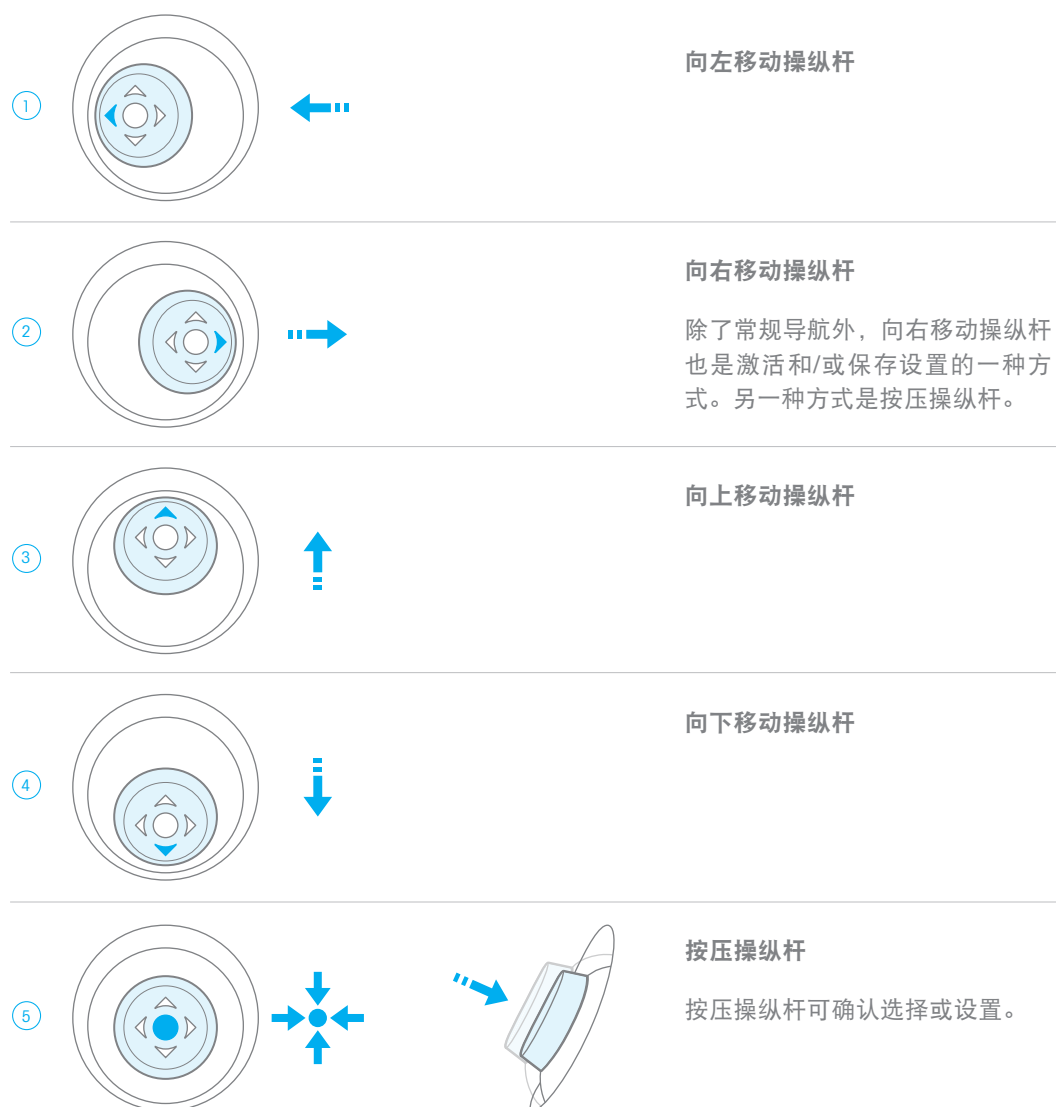 1
向左移动操纵杆
2
向右移动操纵杆
除了常规导航外，向右移动操纵杆
也是激活和/或保存设置的一种方
式。另一种方式是按压操纵杆。
3
向上移动操纵杆
4
向下移动操纵杆
5
按压操纵杆
按压操纵杆可确认选择或设置。